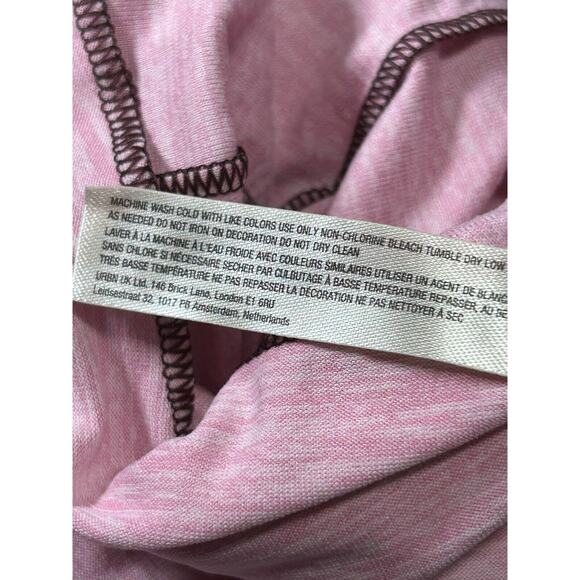 MACHINE WASH COLD WITH LIKE COLORS USE ONLY NON-CHLORINE BLEACH TUMBLE DRY LOW
AS NEEDED DO NOT IRON ON DECORATION DO NOT DRY CLEAN
LAVER À LA MACHINE À L'EAU FROIDE AVEC COULEURS SIMILAIRES UTILISER UN AGENT DE BLANC
SANS CHLORE SI NÉCESSAIRE SECHER PAR CULBUTAGE À BASSE TEMPÉRATURE REPASSER, AU BE
TRÈS BASSE TEMPÉRATURE NE PAS REPASSER LA DÉCORATION NE PAS NETTOYER À SEC
URBN UK Ltd, 146 Brick Lane, London E1 6RU
Leidsestraat 32, 1017 PB Amsterdam, Netherlands